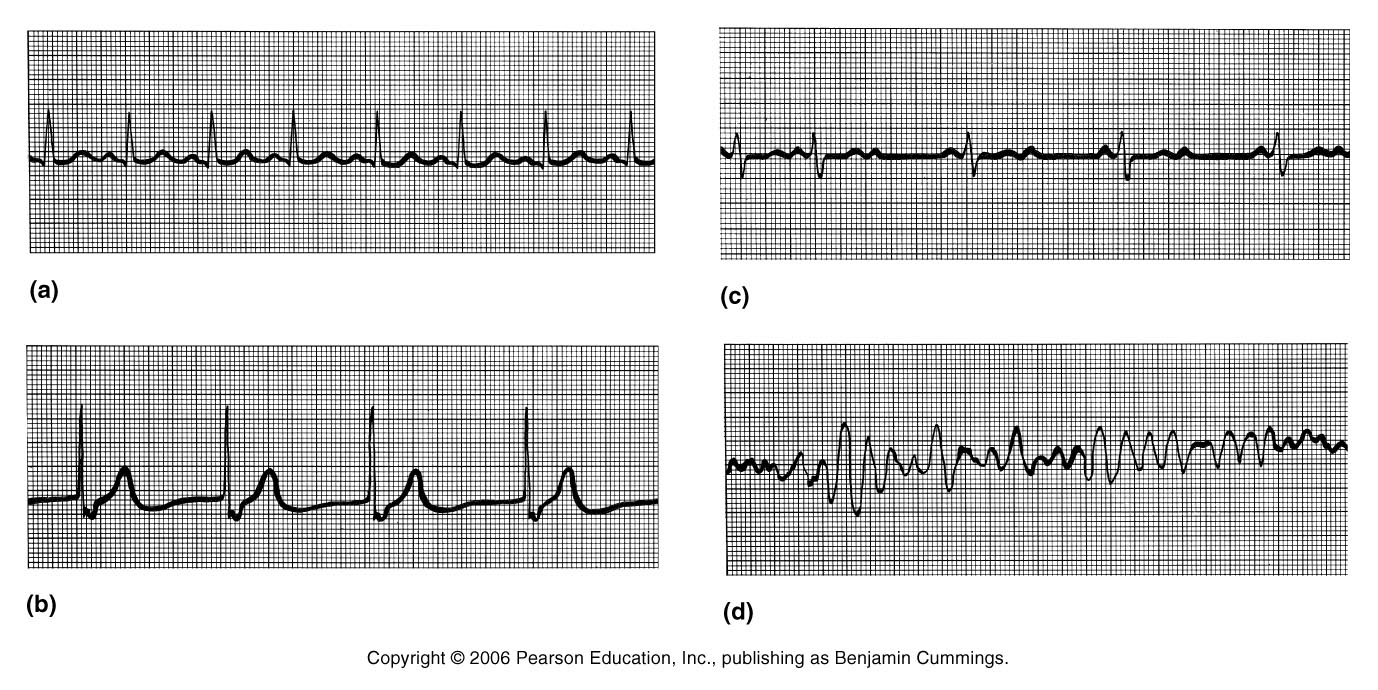 (a)
(c)
(b)
(d)
Copyright © 2006 Pearson Education, Inc., publishing as Benjamin Cummings.